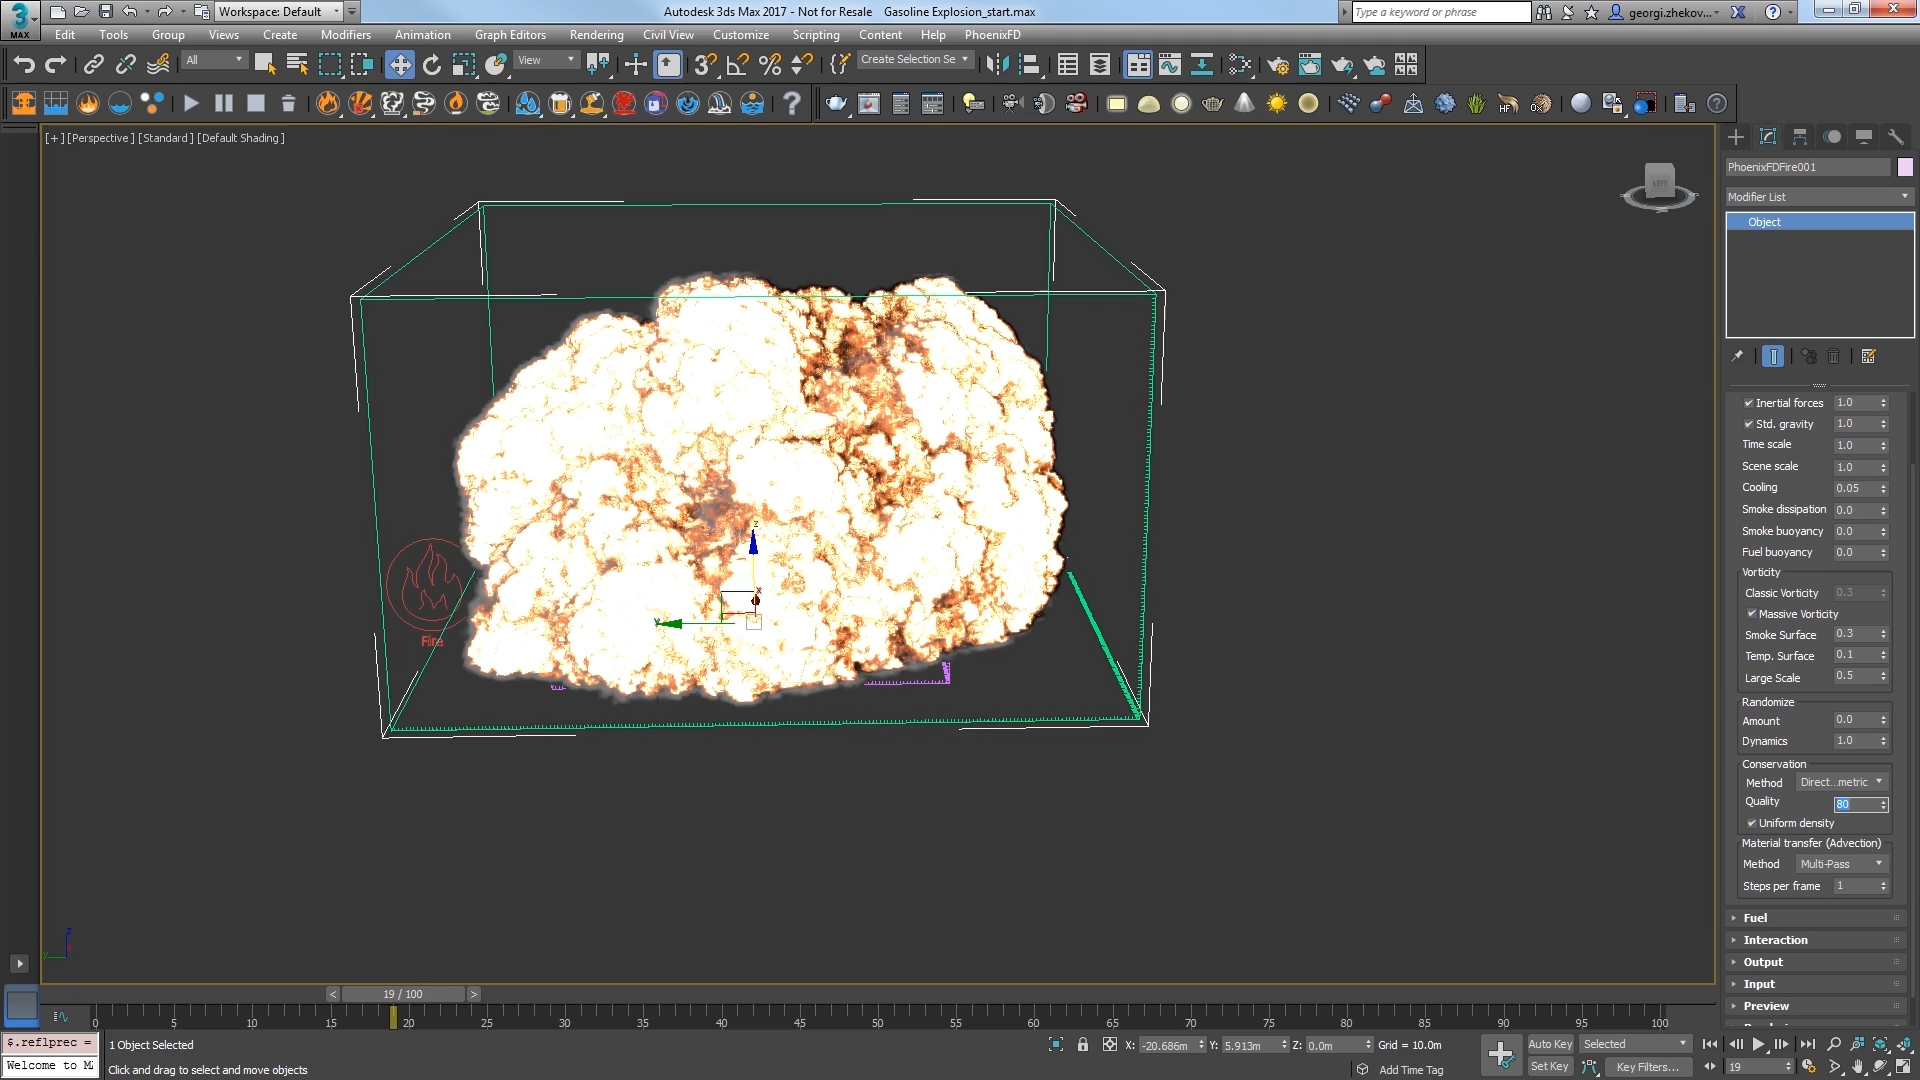 Workspace: Default
Autodesk 3ds Max 2017 - Not for Resale    Gasoline Explosion_start.max
Type a keyword or phrase
georgi.zhekov...
MAX
Edit Tools Group Views Create Modifiers Animation Graph Editors Rendering Civil View Customize Scripting Content Help PhoenixFD
All
View
Create Selection Se
HF
[+] [Perspective] [Standard] [Default Shading]
LEFT
PhoenixFDFire001
Modifier List
Object
Inertial forces 1.0
Std. gravity 1.0
Time scale 1.0
Scene scale 1.0
Cooling 0.05
Smoke dissipation 0.0
Smoke buoyancy 0.0
Fuel buoyancy 0.0
Vorticity
Classic Vorticity 0.3
Massive Vorticity
Smoke Surface 0.3
Temp. Surface 0.1
Large Scale 0.5
Randomize
Amount 0.0
Dynamics 1.0
Conservation
Method Direct...metric
Quality 80
Uniform density
Material transfer (Advection)
Method Multi-Pass
Steps per frame 1
Fuel
Interaction
Output
Input
Preview
Fire
z
x
y
z
y
< 19 / 100 >
0 5 10 15 20 25 30 35 40 45 50 55 60 65 70 75 80 85 90 95 100
$.reflprec =
Welcome to M
1 Object Selected
Click and drag to select and move objects
X: -20.686m Y: 5.913m Z: 0.0m Grid = 10.0m
Add Time Tag
Auto Key Selected
Set Key Key Filters...
19